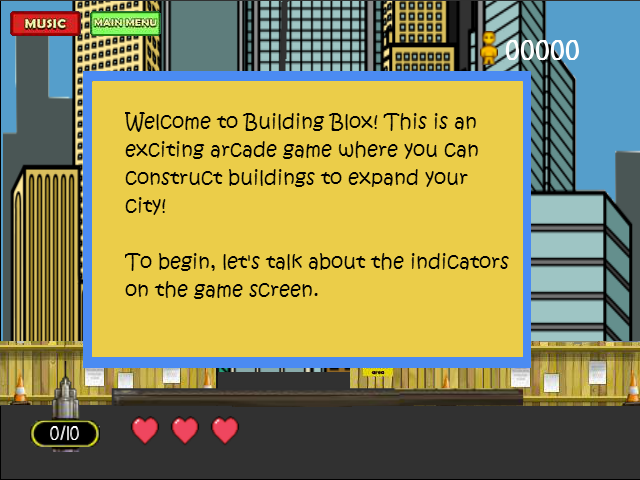 MUSIC
MAIN MENU
00000
Welcome to Building Blox! This is an
exciting arcade game where you can
construct buildings to expand your
city!
To begin, let's talk about the indicators
on the game screen.
area
0/10